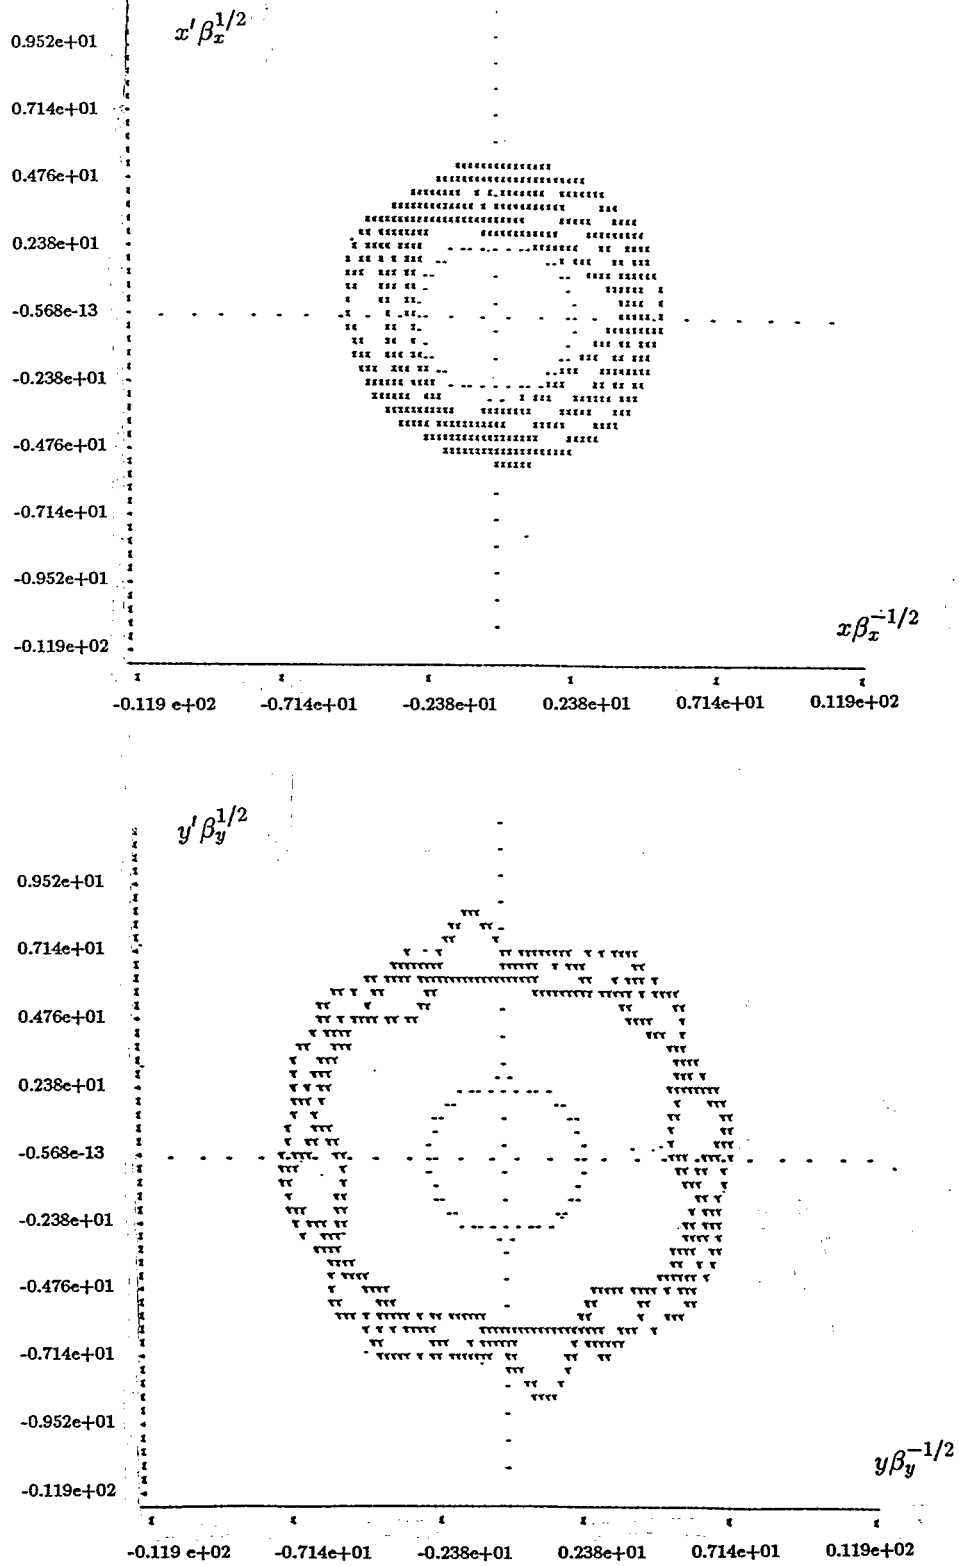 x′β_x^{1/2}
0.952e+01
0.714e+01
0.476e+01
0.238e+01
-0.568e-13
-0.238e+01
-0.476e+01
-0.714e+01
-0.952e+01
-0.119e+02
xβ_x^{-1/2}
-0.119 e+02 -0.714e+01 -0.238e+01 0.238e+01 0.714e+01 0.119e+02
y′β_y^{1/2}
0.952e+01
0.714e+01
0.476e+01
0.238e+01
-0.568e-13
-0.238e+01
-0.476e+01
-0.714e+01
-0.952e+01
-0.119e+02
yβ_y^{-1/2}
-0.119 e+02 -0.714e+01 -0.238e+01 0.238e+01 0.714e+01 0.119e+02